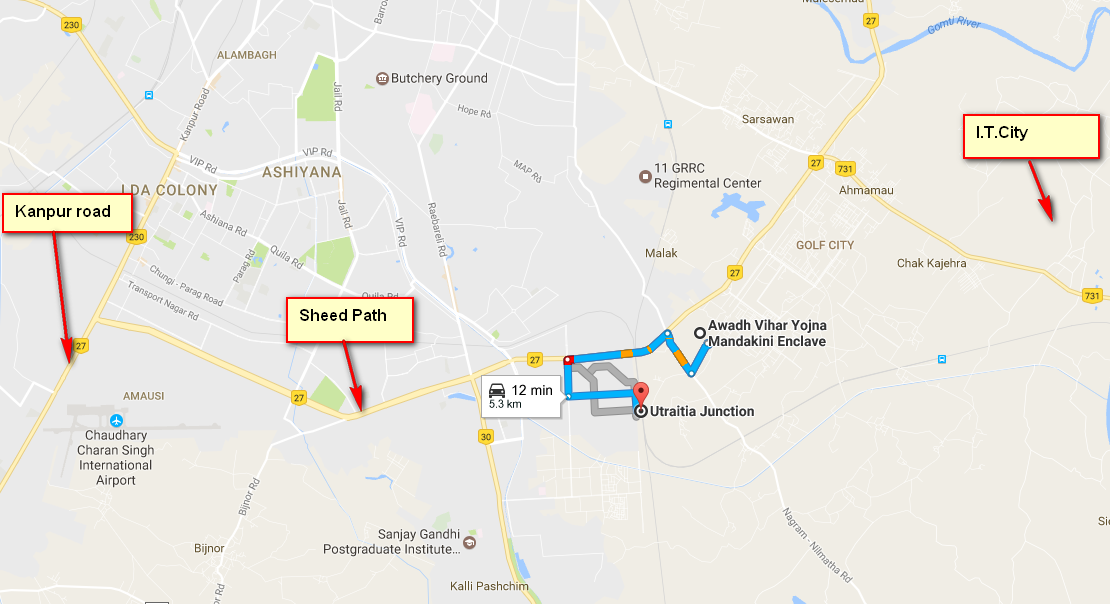 Malesemau
230
27
Gomti River
ALAMBAGH
Butchery Ground
Jail Rd
Kanpur Road
Hope Rd
Sarsawan
I.T.City
VIP Rd
VIP Rd
ASHIYANA
MAP Rd
11 GRRC
Regimental Center
27
731
Ahmamau
LDA COLONY
Kanpur road
Jail Rd
VIP Rd
Raebareli Rd
Ashiana Rd
230
Quila Rd
Parag Rd
GOLF CITY
Malak
Chak Kajehra
Chungi - Parag Road
27
Transport Nagar Rd
Quila Rd
731
Sheed Path
Awadh Vihar Yojna
Mandakini Enclave
27
27
12 min
5.3 km
AMAUSI
27
Utraitia Junction
Chaudhary
Charan Singh
International
Airport
30
Bijnor Rd
Nagram - Nilmatha Rd
Sanjay Gandhi
Postgraduate Institute...
Bijnor
Kalli Pashchim